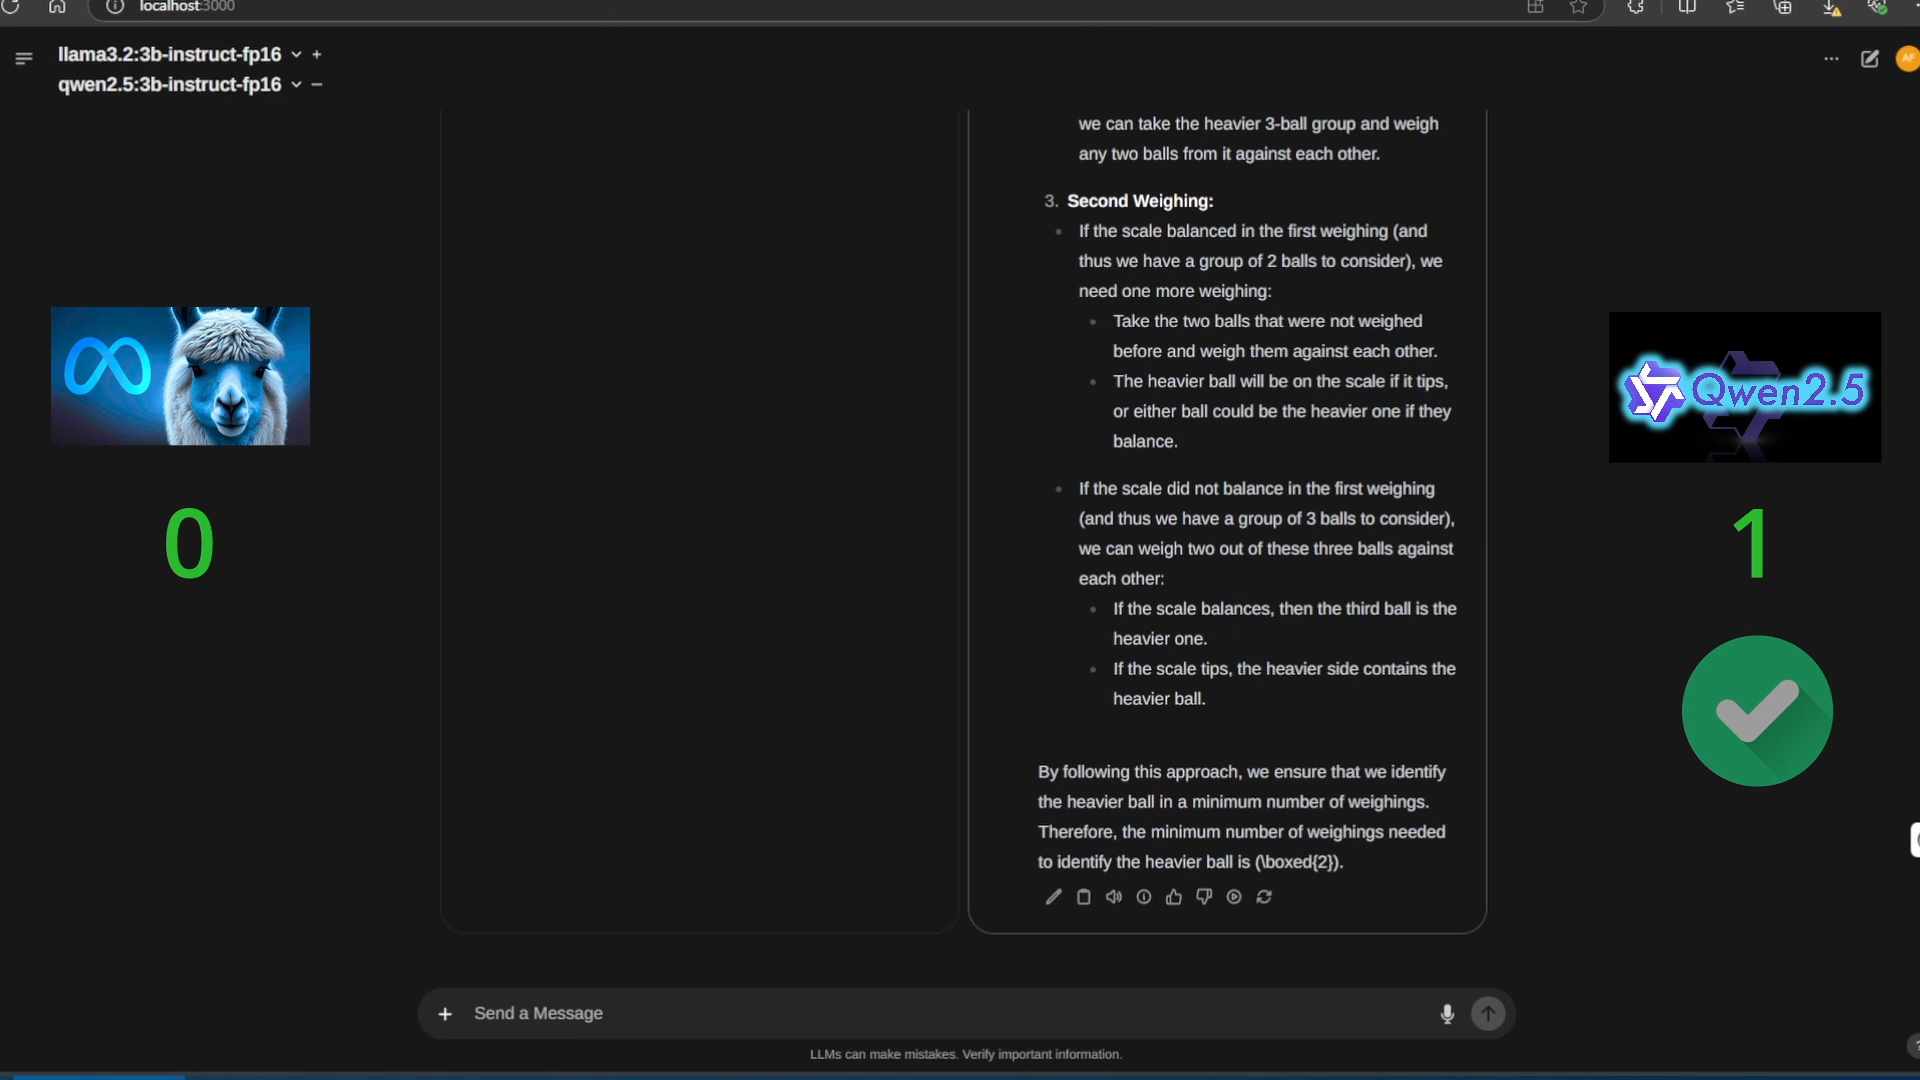 localhost:3000
llama3.2:3b-instruct-fp16
qwen2.5:3b-instruct-fp16
AF
we can take the heavier 3-ball group and weigh
any two balls from it against each other.
3. Second Weighing:
If the scale balanced in the first weighing (and
thus we have a group of 2 balls to consider), we
need one more weighing:
Take the two balls that were not weighed
before and weigh them against each other.
The heavier ball will be on the scale if it tips,
or either ball could be the heavier one if they
balance.
If the scale did not balance in the first weighing
(and thus we have a group of 3 balls to consider),
we can weigh two out of these three balls against
each other:
If the scale balances, then the third ball is the
heavier one.
If the scale tips, the heavier side contains the
heavier ball.
By following this approach, we ensure that we identify
the heavier ball in a minimum number of weighings.
Therefore, the minimum number of weighings needed
to identify the heavier ball is (\boxed{2}).
0
Qwen2.5
1
Send a Message
LLMs can make mistakes. Verify important information.